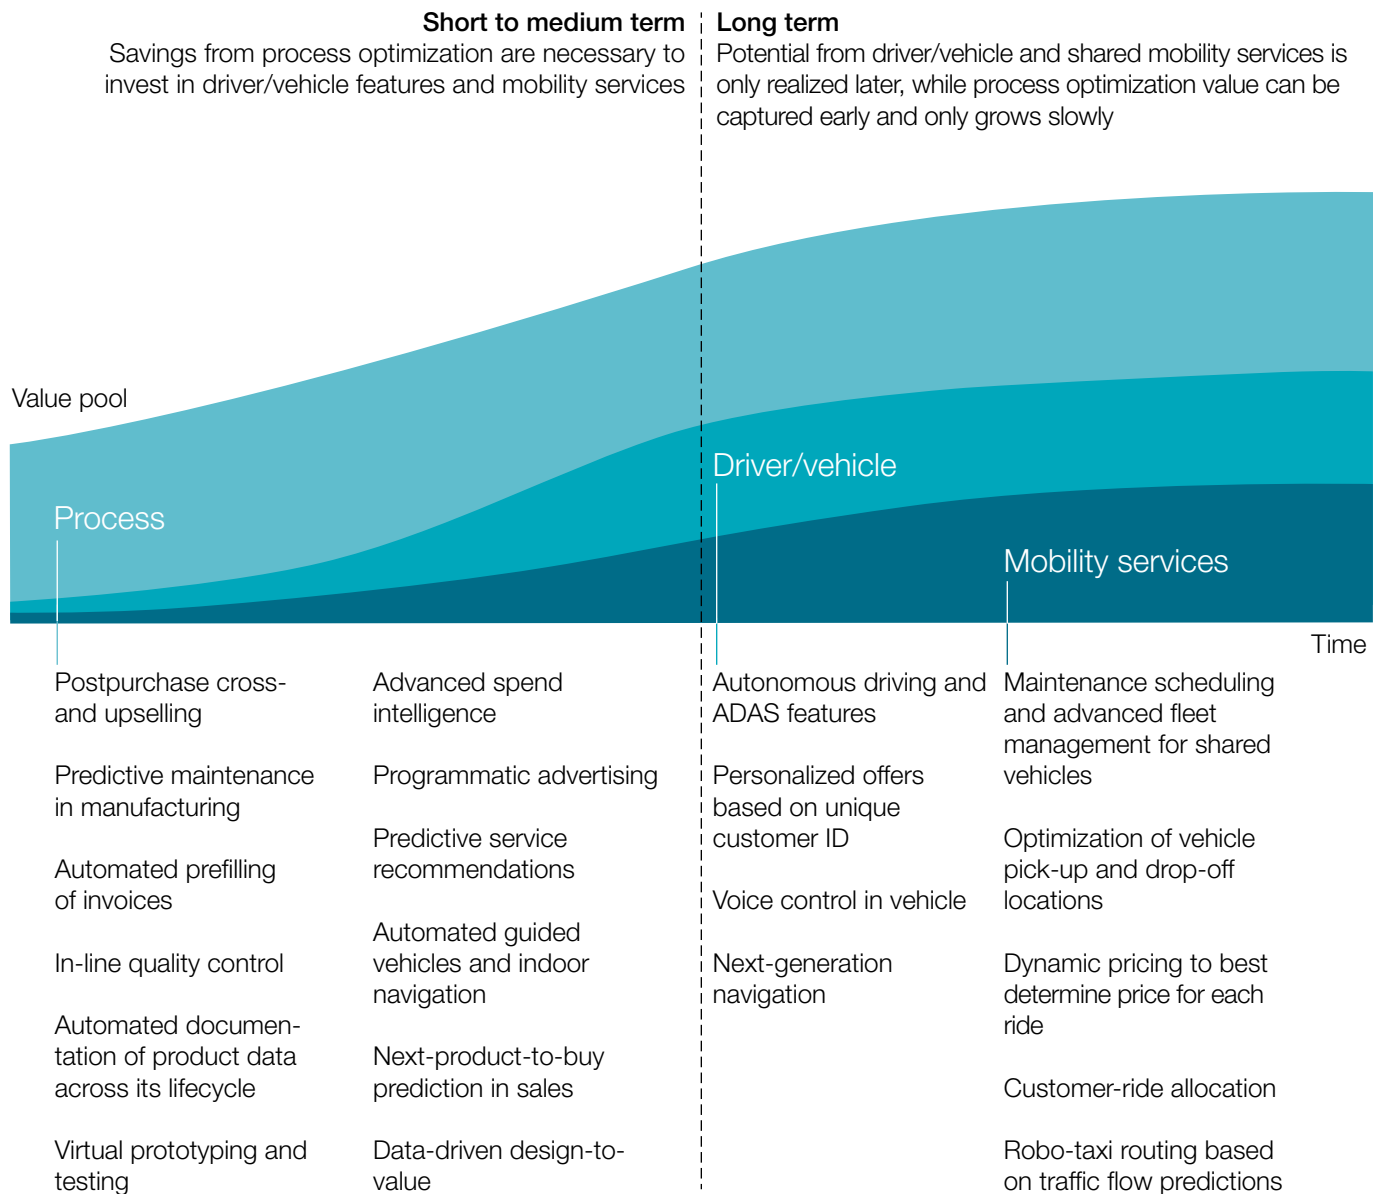 Short to medium term
Savings from process optimization are necessary to
invest in driver/vehicle features and mobility services
Long term
Potential from driver/vehicle and shared mobility services is
only realized later, while process optimization value can be
captured early and only grows slowly
Value pool
Process
Driver/vehicle
Mobility services
Time
Postpurchase cross-
and upselling
Predictive maintenance
in manufacturing
Automated prefilling
of invoices
In-line quality control
Automated documen-
tation of product data
across its lifecycle
Virtual prototyping and
testing
Advanced spend
intelligence
Programmatic advertising
Predictive service
recommendations
Automated guided
vehicles and indoor
navigation
Next-product-to-buy
prediction in sales
Data-driven design-to-
value
Autonomous driving and
ADAS features
Personalized offers
based on unique
customer ID
Voice control in vehicle
Next-generation
navigation
Maintenance scheduling
and advanced fleet
management for shared
vehicles
Optimization of vehicle
pick-up and drop-off
locations
Dynamic pricing to best
determine price for each
ride
Customer-ride allocation
Robo-taxi routing based
on traffic flow predictions